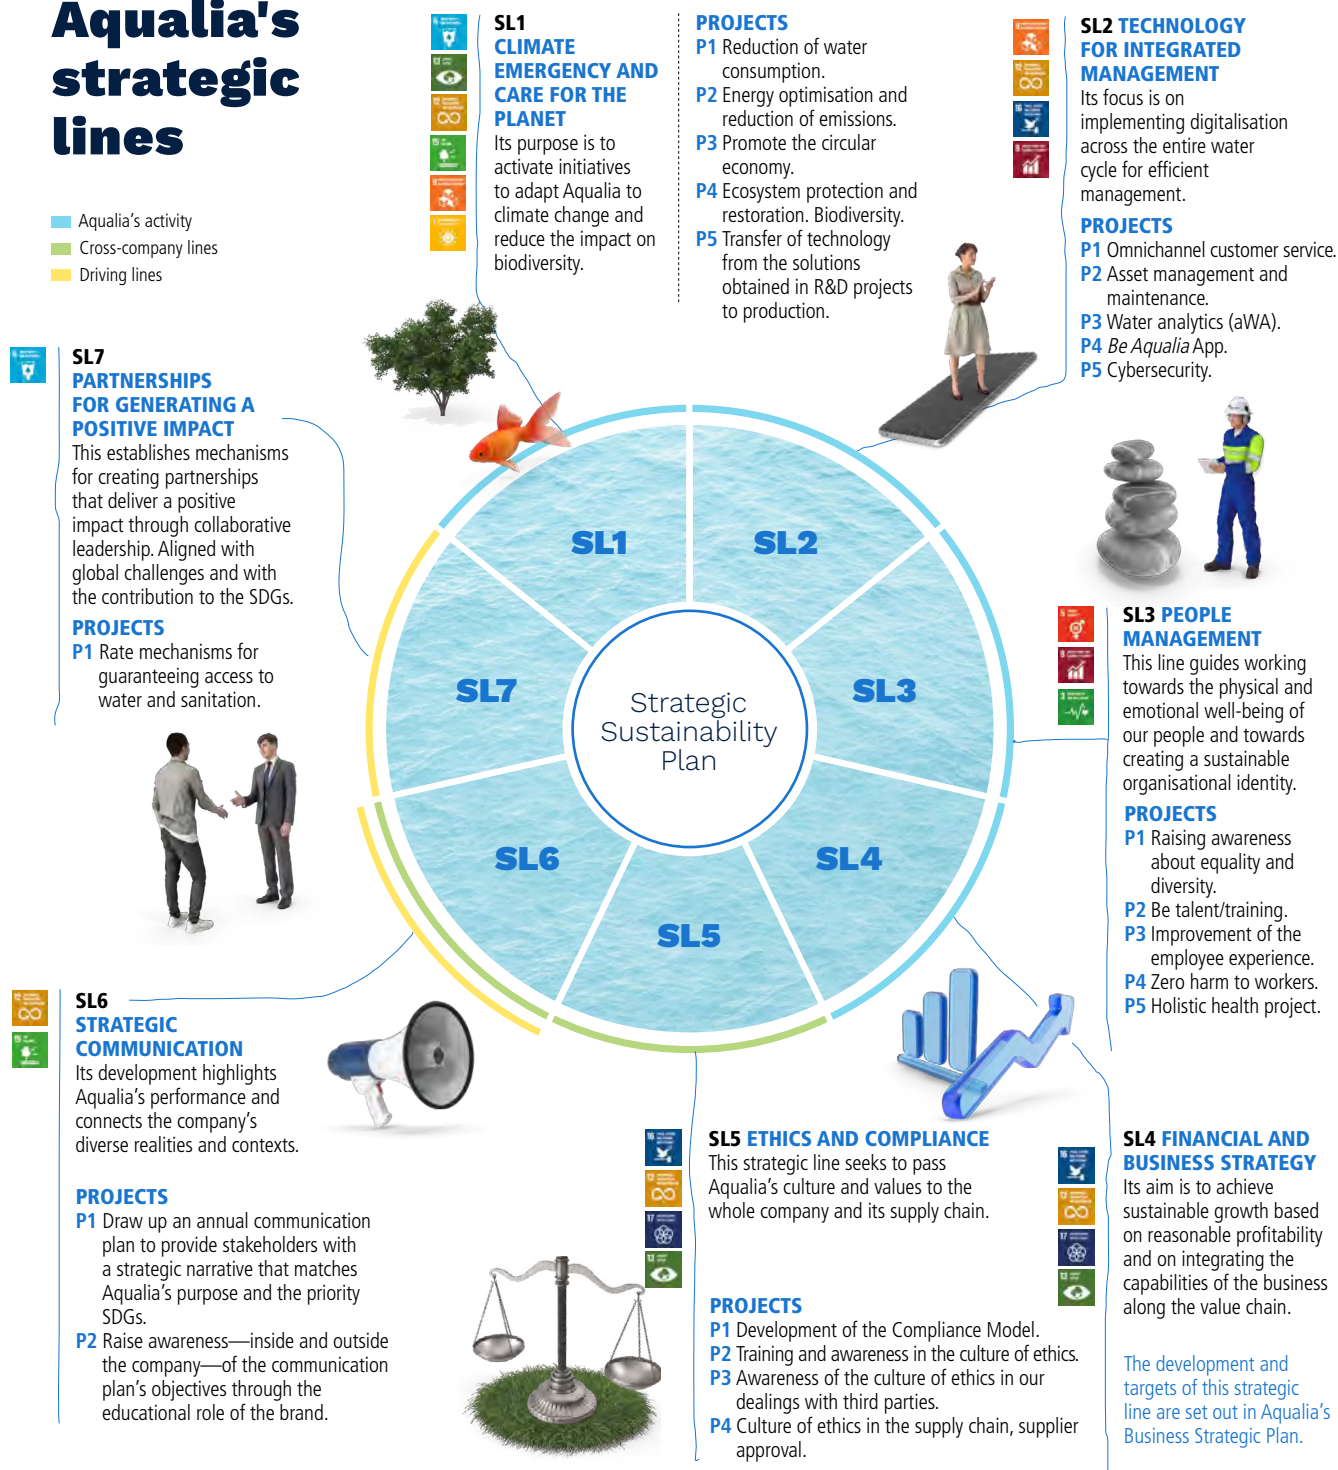 Aqualia's
strategic
lines
Aqualia's activity
Cross-company lines
Driving lines
SL1
CLIMATE
EMERGENCY AND
CARE FOR THE
PLANET
Its purpose is to
activate initiatives
to adapt Aqualia to
climate change and
reduce the impact on
biodiversity.
PROJECTS
P1 Reduction of water
consumption.
P2 Energy optimisation and
reduction of emissions.
P3 Promote the circular
economy.
P4 Ecosystem protection and
restoration. Biodiversity.
P5 Transfer of technology
from the solutions
obtained in R&D projects
to production.
SL2 TECHNOLOGY
FOR INTEGRATED
MANAGEMENT
Its focus is on
implementing digitalisation
across the entire water
cycle for efficient
management.
PROJECTS
P1 Omnichannel customer service.
P2 Asset management and
maintenance.
P3 Water analytics (aWA).
P4 Be Aqualia App.
P5 Cybersecurity.
SL7
PARTNERSHIPS
FOR GENERATING A
POSITIVE IMPACT
This establishes mechanisms
for creating partnerships
that deliver a positive
impact through collaborative
leadership. Aligned with
global challenges and with
the contribution to the SDGs.
PROJECTS
P1 Rate mechanisms for
guaranteeing access to
water and sanitation.
SL1
SL2
SL3
SL4
SL5
SL6
SL7
Strategic
Sustainability
Plan
SL3 PEOPLE
MANAGEMENT
This line guides working
towards the physical and
emotional well-being of
our people and towards
creating a sustainable
organisational identity.
PROJECTS
P1 Raising awareness
about equality and
diversity.
P2 Be talent/training.
P3 Improvement of the
employee experience.
P4 Zero harm to workers.
P5 Holistic health project.
SL6
STRATEGIC
COMMUNICATION
Its development highlights
Aqualia's performance and
connects the company's
diverse realities and contexts.
PROJECTS
P1 Draw up an annual communication
plan to provide stakeholders with
a strategic narrative that matches
Aqualia's purpose and the priority
SDGs.
P2 Raise awareness—inside and outside
the company—of the communication
plan's objectives through the
educational role of the brand.
SL5 ETHICS AND COMPLIANCE
This strategic line seeks to pass
Aqualia's culture and values to the
whole company and its supply chain.
PROJECTS
P1 Development of the Compliance Model.
P2 Training and awareness in the culture of ethics.
P3 Awareness of the culture of ethics in our
dealings with third parties.
P4 Culture of ethics in the supply chain, supplier
approval.
SL4 FINANCIAL AND
BUSINESS STRATEGY
Its aim is to achieve
sustainable growth based
on reasonable profitability
and on integrating the
capabilities of the business
along the value chain.
The development and
targets of this strategic
line are set out in Aqualia's
Business Strategic Plan.